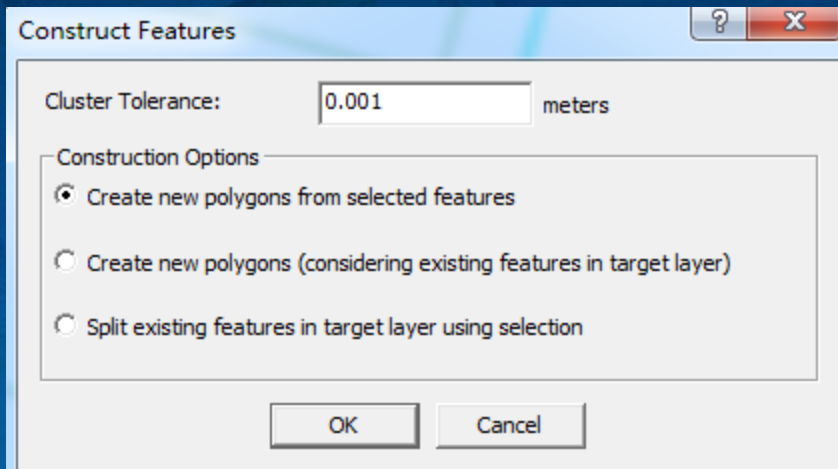 Construct Features
Cluster Tolerance: 0.001 meters
Construction Options
Create new polygons from selected features
Create new polygons (considering existing features in target layer)
Split existing features in target layer using selection
OK Cancel